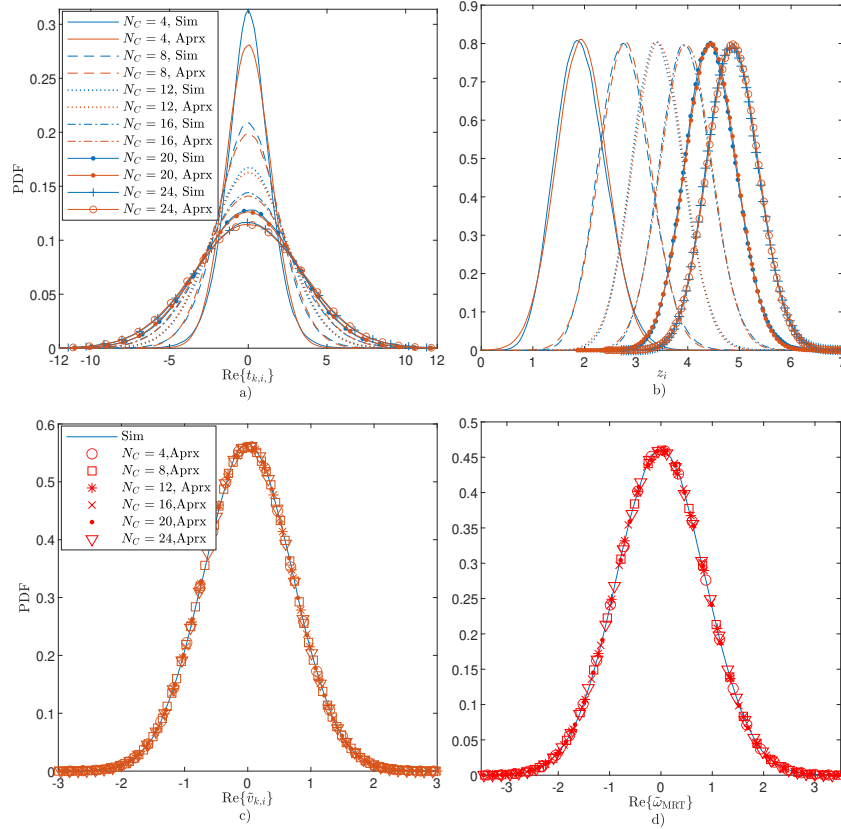 N_C = 4, Sim
N_C = 4, Aprx
N_C = 8, Sim
N_C = 8, Aprx
N_C = 12, Sim
N_C = 12, Aprx
N_C = 16, Sim
N_C = 16, Aprx
N_C = 20, Sim
N_C = 20, Aprx
N_C = 24, Sim
N_C = 24, Aprx
0.3
0.25
0.2
0.15
0.1
0.05
0
PDF
-12 -10 -5 0 5 10 12
Re{t_{k,i,}}
a)
0.9
0.8
0.7
0.6
0.5
0.4
0.3
0.2
0.1
0
0 1 2 3 4 5 6 7
z_i
b)
Sim
N_C = 4,Aprx
N_C = 8,Aprx
N_C = 12, Aprx
N_C = 16,Aprx
N_C = 20,Aprx
N_C = 24,Aprx
0.6
0.5
0.4
0.3
0.2
0.1
0
PDF
-3 -2 -1 0 1 2 3
Re{ṽ_{k,i}}
c)
0.5
0.45
0.4
0.35
0.3
0.25
0.2
0.15
0.1
0.05
0
-3 -2 -1 0 1 2 3
Re{ω̃_MRT}
d)